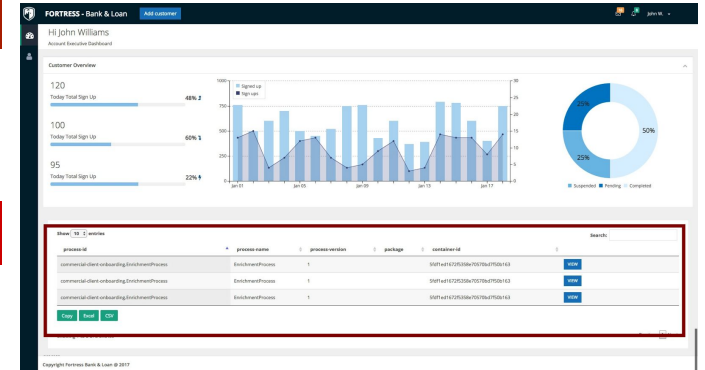 FORTRESS - Bank & Loan
Add customer
John W.
Hi John Williams
Account Executive Dashboard
Customer Overview
120
Today Total Sign Up
48%
100
Today Total Sign Up
60%
95
Today Total Sign Up
22%
Signed up
Sign ups
1000
750
500
250
0
30
25
20
15
10
5
0
Jan 01
Jan 05
Jan 09
Jan 13
Jan 17
25%
50%
25%
Suspended Pending Completed
Show 10 entries
Search:
process-id process-name process-version package container-id
commercial-client-onboarding.EnrichmentProcess EnrichmentProcess 1 VIEW
commercial-client-onboarding.EnrichmentProcess EnrichmentProcess 1 VIEW
commercial-client-onboarding.EnrichmentProcess EnrichmentProcess 1 VIEW
Copy Excel CSV
Copyright Fortress Bank & Loan @ 2017